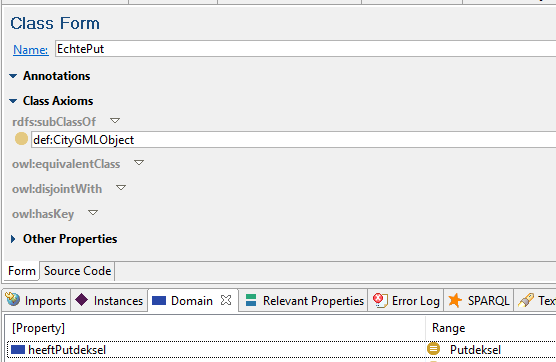 Class Form
Name: EchtePut
Annotations
Class Axioms
rdfs:subClassOf
def:CityGMLObject
owl:equivalentClass
owl:disjointWith
owl:hasKey
Other Properties
Form Source Code
Imports Instances Domain Relevant Properties Error Log SPARQL Tex
[Property] Range
heeftPutdeksel Putdeksel